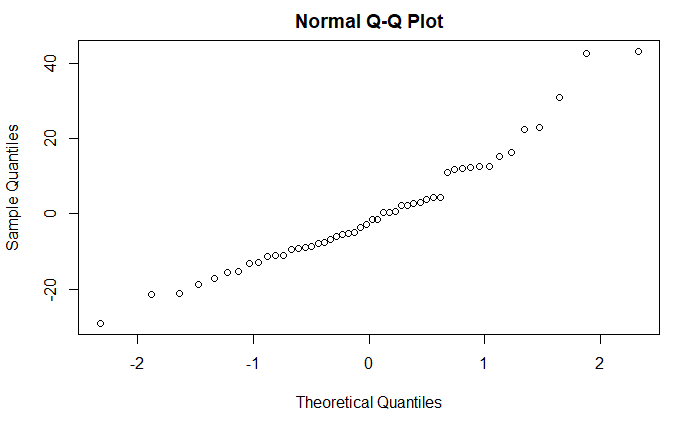 Normal Q-Q Plot
Sample Quantiles
40
20
0
-20
-2 -1 0 1 2
Theoretical Quantiles